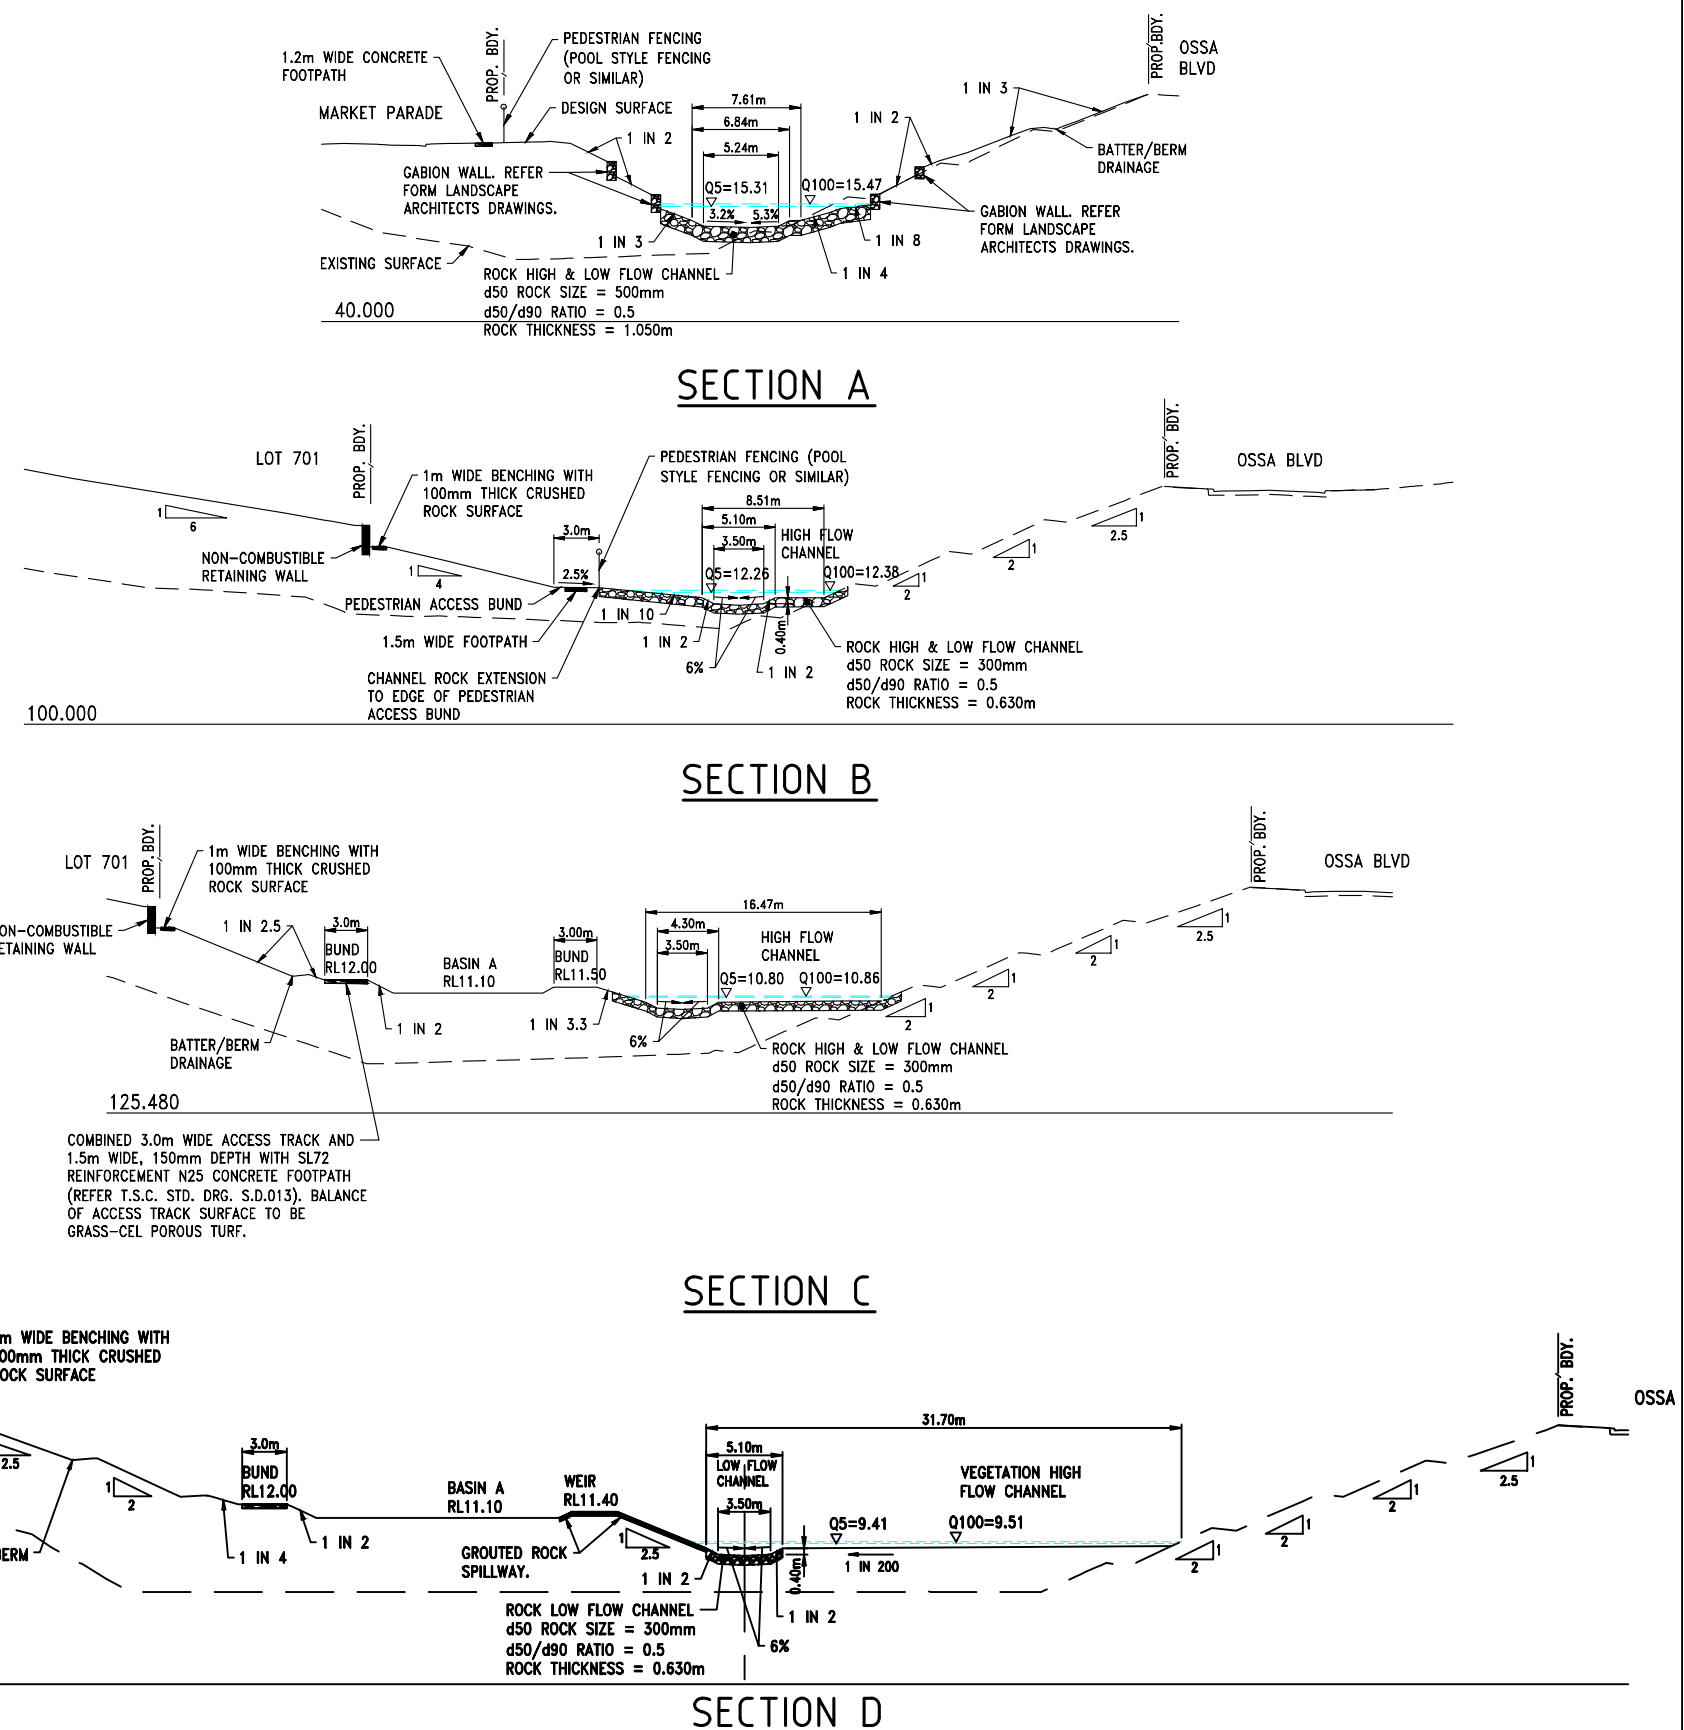 1.2m WIDE CONCRETE
FOOTPATH
PROP. BDY.
PEDESTRIAN FENCING
(POOL STYLE FENCING
OR SIMILAR)
MARKET PARADE
DESIGN SURFACE
1 IN 2
7.61m
6.84m
5.24m
1 IN 2
1 IN 3
PROP.BDY.
OSSA
BLVD
BATTER/BERM
DRAINAGE
GABION WALL. REFER
FORM LANDSCAPE
ARCHITECTS DRAWINGS.
Q5=15.31
Q100=15.47
3.2%
5.3%
GABION WALL. REFER
FORM LANDSCAPE
ARCHITECTS DRAWINGS.
1 IN 3
1 IN 8
1 IN 4
EXISTING SURFACE
ROCK HIGH & LOW FLOW CHANNEL
d50 ROCK SIZE = 500mm
d50/d90 RATIO = 0.5
ROCK THICKNESS = 1.050m
40.000
SECTION A
LOT 701
PROP. BDY.
1m WIDE BENCHING WITH
100mm THICK CRUSHED
ROCK SURFACE
PEDESTRIAN FENCING (POOL
STYLE FENCING OR SIMILAR)
PROP. BDY.
OSSA BLVD
1
6
NON-COMBUSTIBLE
RETAINING WALL
1
4
3.0m
2.5%
8.51m
5.10m
3.50m
HIGH FLOW
CHANNEL
Q5=12.26
Q100=12.38
1
2
1
2
1
2.5
PEDESTRIAN ACCESS BUND
1.5m WIDE FOOTPATH
CHANNEL ROCK EXTENSION
TO EDGE OF PEDESTRIAN
ACCESS BUND
1 IN 10
1 IN 2
6%
0.40m
1 IN 2
ROCK HIGH & LOW FLOW CHANNEL
d50 ROCK SIZE = 300mm
d50/d90 RATIO = 0.5
ROCK THICKNESS = 0.630m
100.000
SECTION B
LOT 701
PROP. BDY.
1m WIDE BENCHING WITH
100mm THICK CRUSHED
ROCK SURFACE
PROP. BDY.
OSSA BLVD
ON-COMBUSTIBLE
ETAINING WALL
1 IN 2.5
3.0m
BUND
RL12.00
BASIN A
RL11.10
3.00m
BUND
RL11.50
16.47m
4.30m
3.50m
HIGH FLOW
CHANNEL
Q5=10.80
Q100=10.86
1
2
1
2
1
2
1
2.5
1 IN 2
1 IN 3.3
6%
BATTER/BERM
DRAINAGE
ROCK HIGH & LOW FLOW CHANNEL
d50 ROCK SIZE = 300mm
d50/d90 RATIO = 0.5
ROCK THICKNESS = 0.630m
125.480
COMBINED 3.0m WIDE ACCESS TRACK AND
1.5m WIDE, 150mm DEPTH WITH SL72
REINFORCEMENT N25 CONCRETE FOOTPATH
(REFER T.S.C. STD. DRG. S.D.013). BALANCE
OF ACCESS TRACK SURFACE TO BE
GRASS-CEL POROUS TURF.
SECTION C
m WIDE BENCHING WITH
00mm THICK CRUSHED
OCK SURFACE
PROP. BDY.
OSSA
2.5
1
2
3.0m
BUND
RL12.00
BASIN A
RL11.10
WEIR
RL11.40
31.70m
5.10m
LOW FLOW
CHANNEL
3.50m
VEGETATION HIGH
FLOW CHANNEL
Q5=9.41
Q100=9.51
1
2
1
2
1
2
1
2.5
ERM
1 IN 4
1 IN 2
GROUTED ROCK
SPILLWAY.
1
2.5
1 IN 2
0.40m
1 IN 200
1 IN 2
6%
ROCK LOW FLOW CHANNEL
d50 ROCK SIZE = 300mm
d50/d90 RATIO = 0.5
ROCK THICKNESS = 0.630m
SECTION D